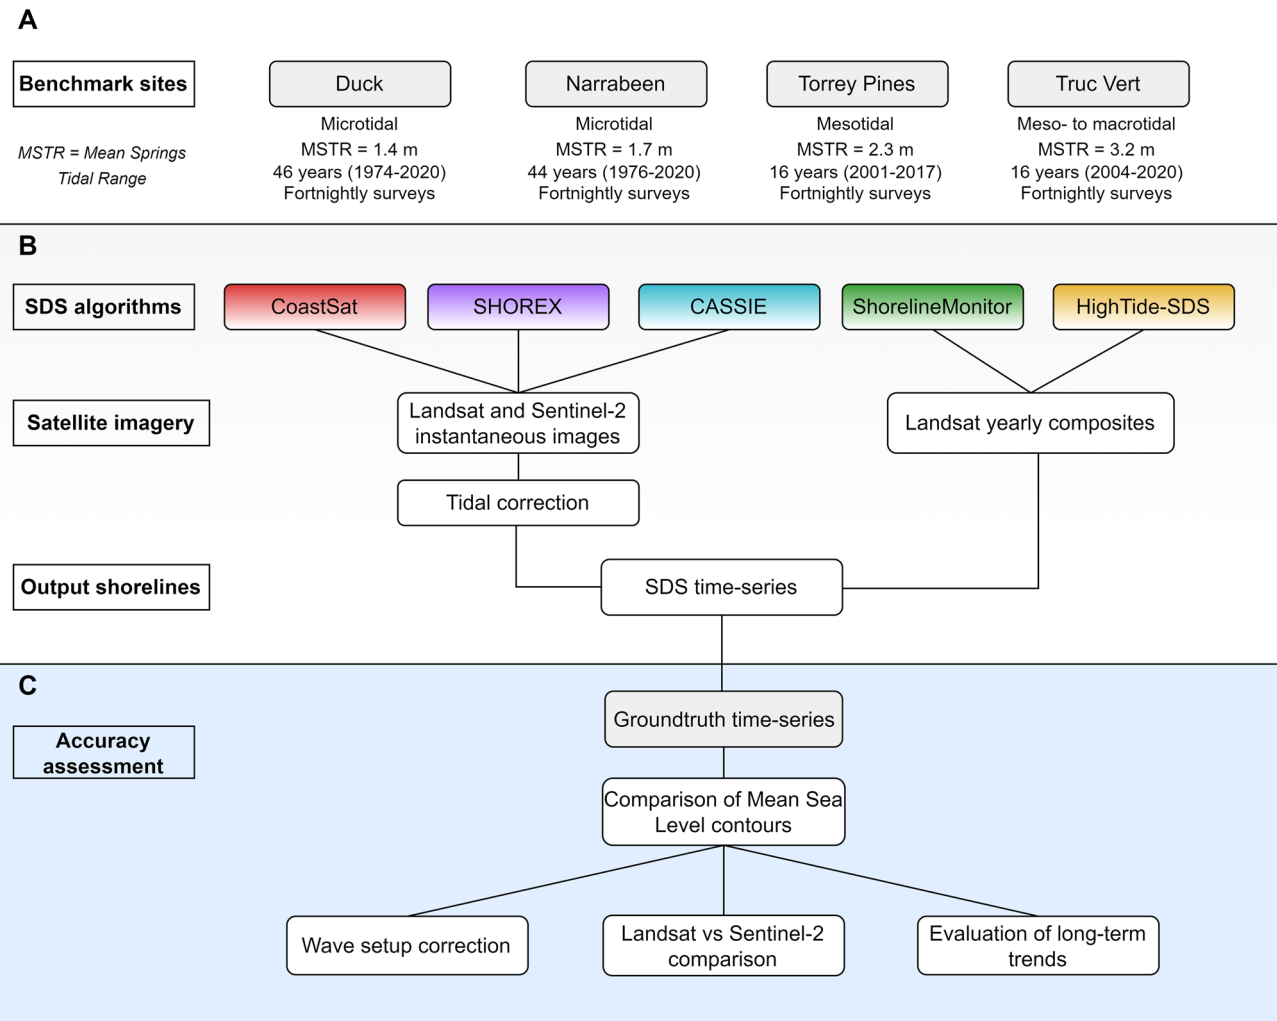 A
Benchmark sites
MSTR = Mean Springs
Tidal Range
Duck
Microtidal
MSTR = 1.4 m
46 years (1974-2020)
Fortnightly surveys
Narrabeen
Microtidal
MSTR = 1.7 m
44 years (1976-2020)
Fortnightly surveys
Torrey Pines
Mesotidal
MSTR = 2.3 m
16 years (2001-2017)
Fortnightly surveys
Truc Vert
Meso- to macrotidal
MSTR = 3.2 m
16 years (2004-2020)
Fortnightly surveys
B
SDS algorithms
CoastSat
SHOREX
CASSIE
ShorelineMonitor
HighTide-SDS
Satellite imagery
Landsat and Sentinel-2
instantaneous images
Landsat yearly composites
Tidal correction
Output shorelines
SDS time-series
C
Accuracy
assessment
Groundtruth time-series
Comparison of Mean Sea
Level contours
Wave setup correction
Landsat vs Sentinel-2
comparison
Evaluation of long-term
trends